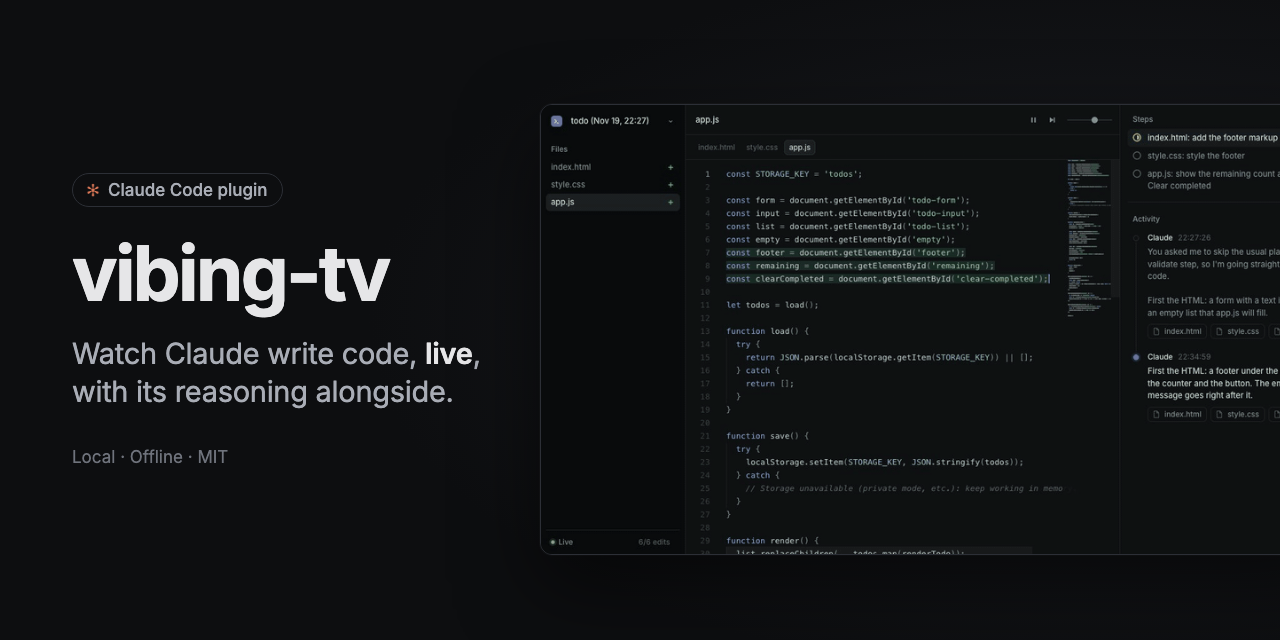 Claude Code plugin
vibing-tv
Watch Claude write code, live,
with its reasoning alongside.
Local · Offline · MIT
todo (Nov 19, 22:27)
Files
index.html +
style.css +
app.js +
Live 6/6 edits
app.js
index.html style.css app.js
1 const STORAGE_KEY = 'todos';
2
3 const form = document.getElementById('todo-form');
4 const input = document.getElementById('todo-input');
5 const list = document.getElementById('todo-list');
6 const empty = document.getElementById('empty');
7 const footer = document.getElementById('footer');
8 const remaining = document.getElementById('remaining');
9 const clearCompleted = document.getElementById('clear-completed');
10
11 let todos = load();
12
13 function load() {
14 try {
15 return JSON.parse(localStorage.getItem(STORAGE_KEY)) || [];
16 } catch {
17 return [];
18 }
19 }
20
21 function save() {
22 try {
23 localStorage.setItem(STORAGE_KEY, JSON.stringify(todos));
24 } catch {
25 // Storage unavailable (private mode, etc.): keep working in memo
26 }
27 }
28
29 function render() {
Steps
index.html: add the footer markup
style.css: style the footer
app.js: show the remaining count
Clear completed
Activity
Claude 22:27:26
You asked me to skip the usual
validate step, so I'm going straight
code.
First the HTML: a form with a text
an empty list that app.js will fill.
index.html style.css
Claude 22:34:59
First the HTML: a footer under the
the counter and the button. The
message goes right after it.
index.html style.css